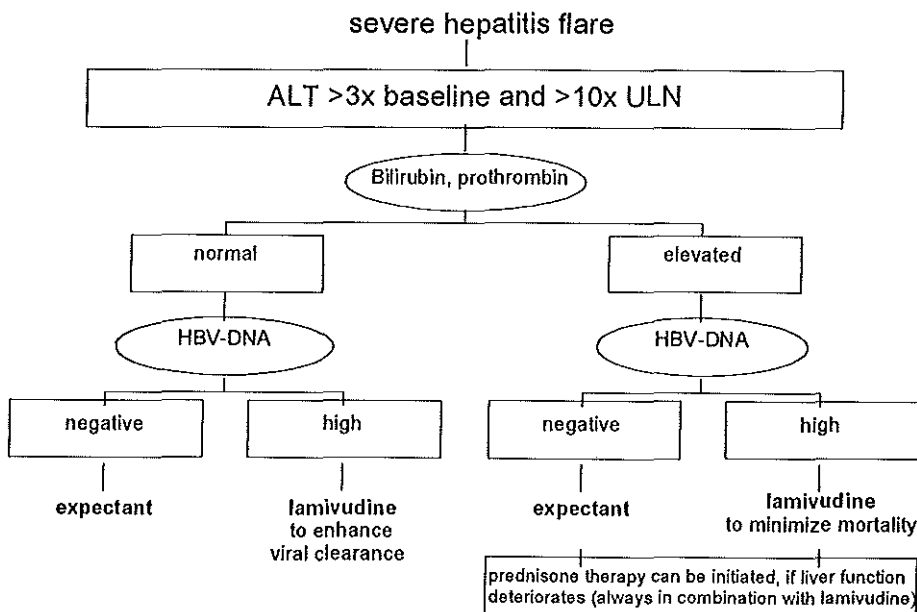 severe hepatitis flare
ALT >3x baseline and >10x ULN
Bilirubin, prothrombin
normal
elevated
HBV-DNA
HBV-DNA
negative
high
negative
high
expectant
lamivudine
to enhance
viral clearance
expectant
lamivudine
to minimize mortality
prednisone therapy can be initiated, if liver function
deteriorates (always in combination with lamivudine)